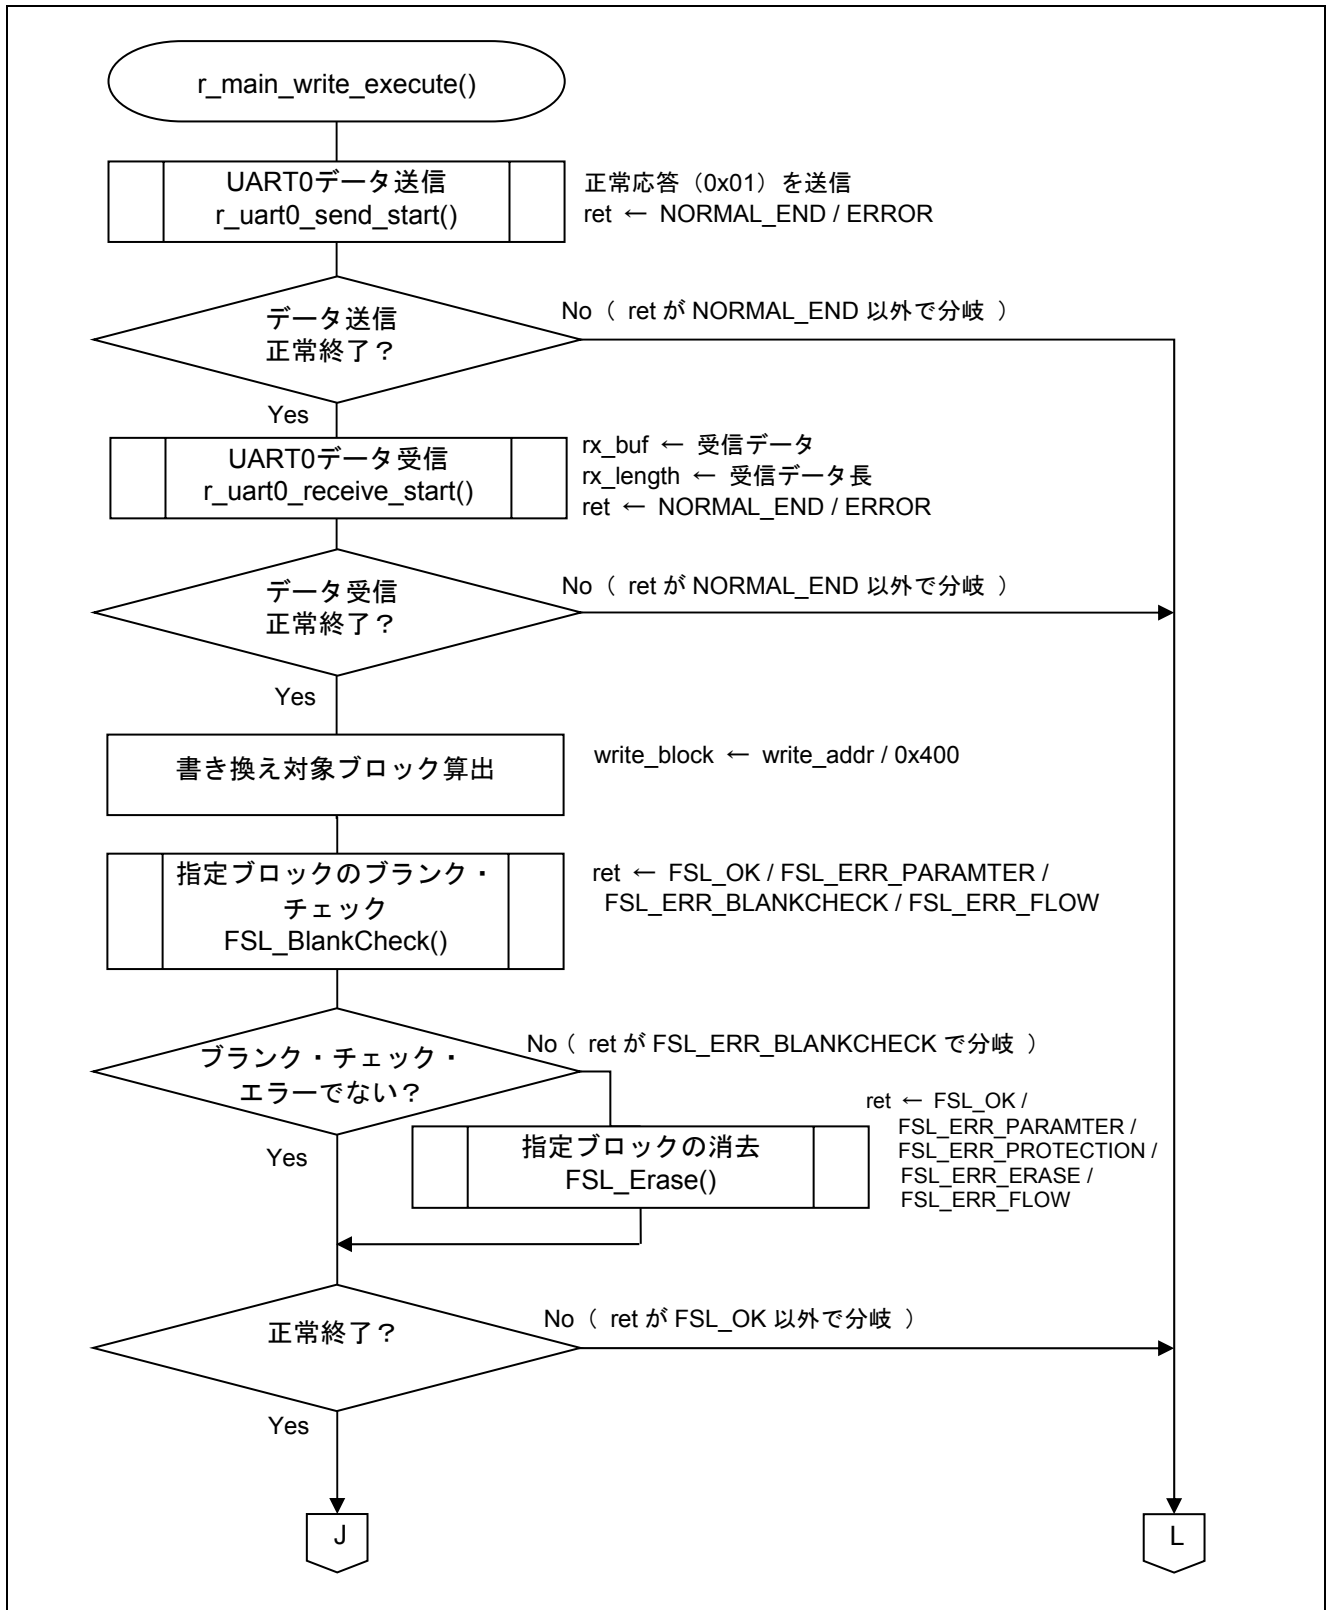 r_main_write_execute()
UART0データ送信
r_uart0_send_start()
正常応答（0x01）を送信
ret ← NORMAL_END / ERROR
データ送信
正常終了？
No（ ret が NORMAL_END 以外で分岐 ）
Yes
UART0データ受信
r_uart0_receive_start()
rx_buf ← 受信データ
rx_length ← 受信データ長
ret ← NORMAL_END / ERROR
データ受信
正常終了？
No（ ret が NORMAL_END 以外で分岐 ）
Yes
書き換え対象ブロック算出
write_block ← write_addr / 0x400
指定ブロックのブランク・
チェック
FSL_BlankCheck()
ret ← FSL_OK / FSL_ERR_PARAMTER /
FSL_ERR_BLANKCHECK / FSL_ERR_FLOW
ブランク・チェック・
エラーでない？
No（ ret が FSL_ERR_BLANKCHECK で分岐 ）
Yes
指定ブロックの消去
FSL_Erase()
ret ← FSL_OK /
FSL_ERR_PARAMTER /
FSL_ERR_PROTECTION /
FSL_ERR_ERASE /
FSL_ERR_FLOW
正常終了？
No（ ret が FSL_OK 以外で分岐 ）
Yes
J
L